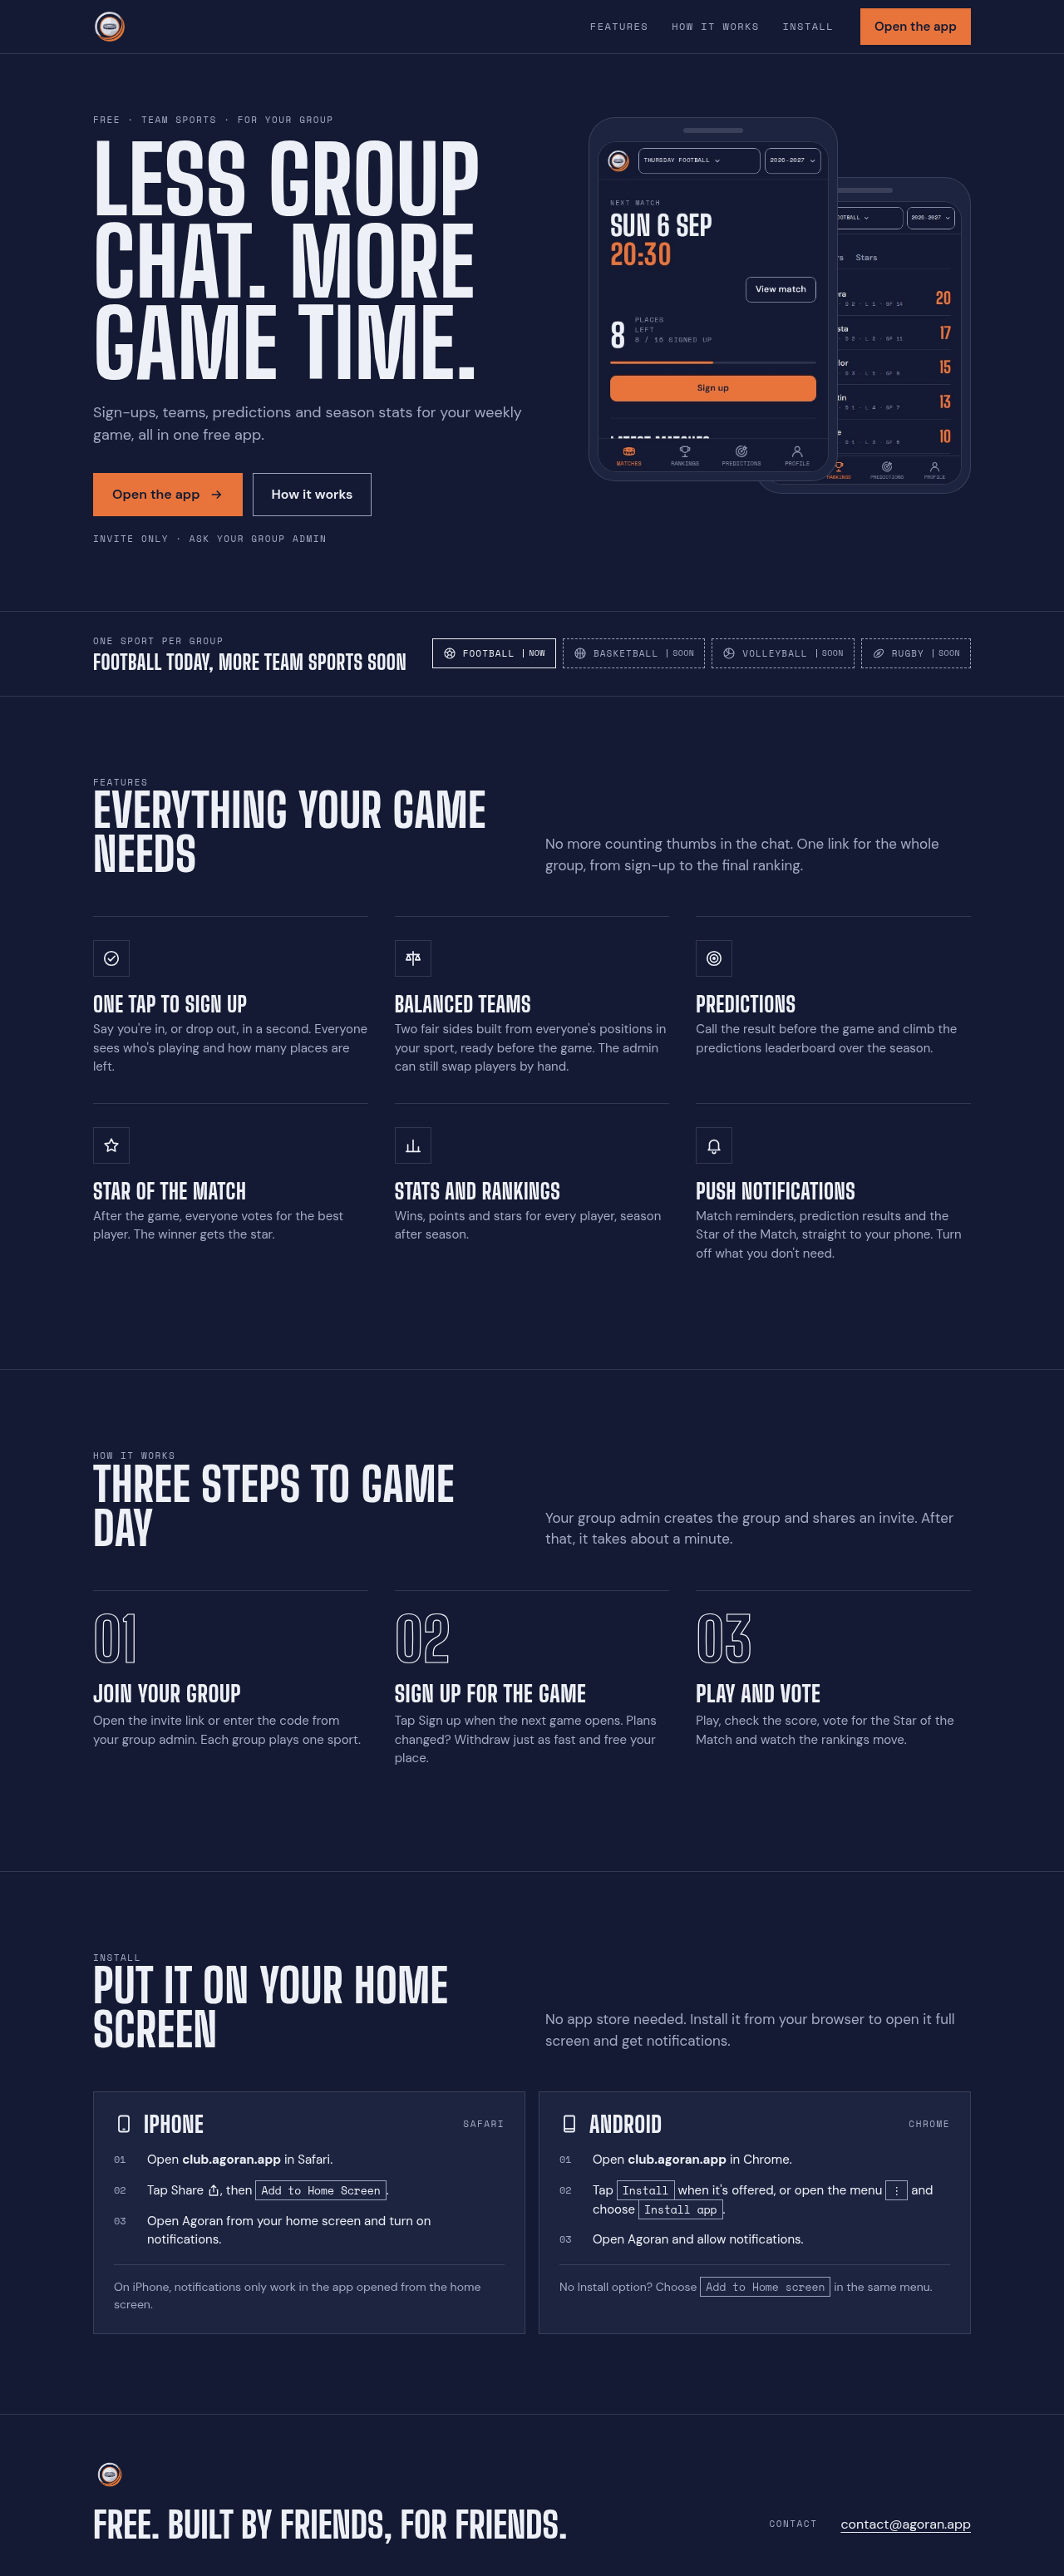 FEATURES HOW IT WORKS INSTALL Open the app
FREE · TEAM SPORTS · FOR YOUR GROUP
LESS GROUP
CHAT. MORE
GAME TIME.
Sign-ups, teams, predictions and season stats for your weekly
game, all in one free app.
Open the app →
How it works
INVITE ONLY · ASK YOUR GROUP ADMIN
THURSDAY FOOTBALL
2026-2027
NEXT MATCH
SUN 6 SEP
20:30
View match
8
PLACES
LEFT
8 / 16 SIGNED UP
Sign up
LATEST MATCHES
MATCHES RANKINGS PREDICTIONS PROFILE
2026-2027
Stars
20
17
15
13
10
RANKINGS PREDICTIONS PROFILE
ONE SPORT PER GROUP
FOOTBALL TODAY, MORE TEAM SPORTS SOON
FOOTBALL | NOW
BASKETBALL | SOON
VOLLEYBALL | SOON
RUGBY | SOON
FEATURES
EVERYTHING YOUR GAME
NEEDS
No more counting thumbs in the chat. One link for the whole
group, from sign-up to the final ranking.
ONE TAP TO SIGN UP
Say you're in, or drop out, in a second. Everyone
sees who's playing and how many places are
left.
BALANCED TEAMS
Two fair sides built from everyone's positions in
your sport, ready before the game. The admin
can still swap players by hand.
PREDICTIONS
Call the result before the game and climb the
predictions leaderboard over the season.
STAR OF THE MATCH
After the game, everyone votes for the best
player. The winner gets the star.
STATS AND RANKINGS
Wins, points and stars for every player, season
after season.
PUSH NOTIFICATIONS
Match reminders, prediction results and the
Star of the Match, straight to your phone. Turn
off what you don't need.
HOW IT WORKS
THREE STEPS TO GAME
DAY
Your group admin creates the group and shares an invite. After
that, it takes about a minute.
01
JOIN YOUR GROUP
Open the invite link or enter the code from
your group admin. Each group plays one sport.
02
SIGN UP FOR THE GAME
Tap Sign up when the next game opens. Plans
changed? Withdraw just as fast and free your
place.
03
PLAY AND VOTE
Play, check the score, vote for the Star of the
Match and watch the rankings move.
INSTALL
PUT IT ON YOUR HOME
SCREEN
No app store needed. Install it from your browser to open it full
screen and get notifications.
IPHONE SAFARI
01 Open club.agoran.app in Safari.
02 Tap Share , then Add to Home Screen.
03 Open Agoran from your home screen and turn on
notifications.
On iPhone, notifications only work in the app opened from the home
screen.
ANDROID CHROME
01 Open club.agoran.app in Chrome.
02 Tap Install when it's offered, or open the menu ⋮ and
choose Install app.
03 Open Agoran and allow notifications.
No Install option? Choose Add to Home screen in the same menu.
FREE. BUILT BY FRIENDS, FOR FRIENDS.
CONTACT contact@agoran.app